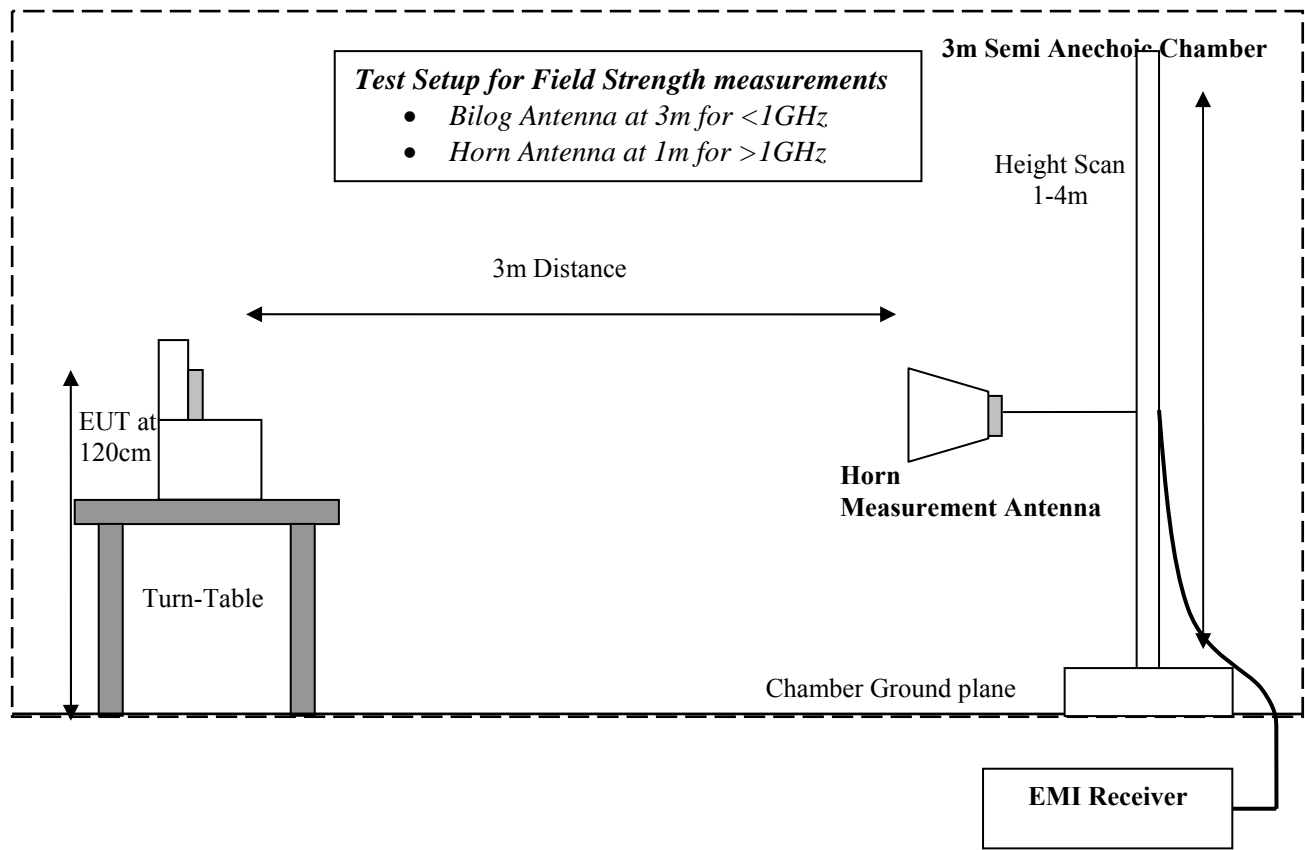 3m Semi Anechoic Chamber
Test Setup for Field Strength measurements
• Bilog Antenna at 3m for <1GHz
• Horn Antenna at 1m for >1GHz
Height Scan
1-4m
3m Distance
EUT at
120cm
Horn
Measurement Antenna
Turn-Table
Chamber Ground plane
EMI Receiver